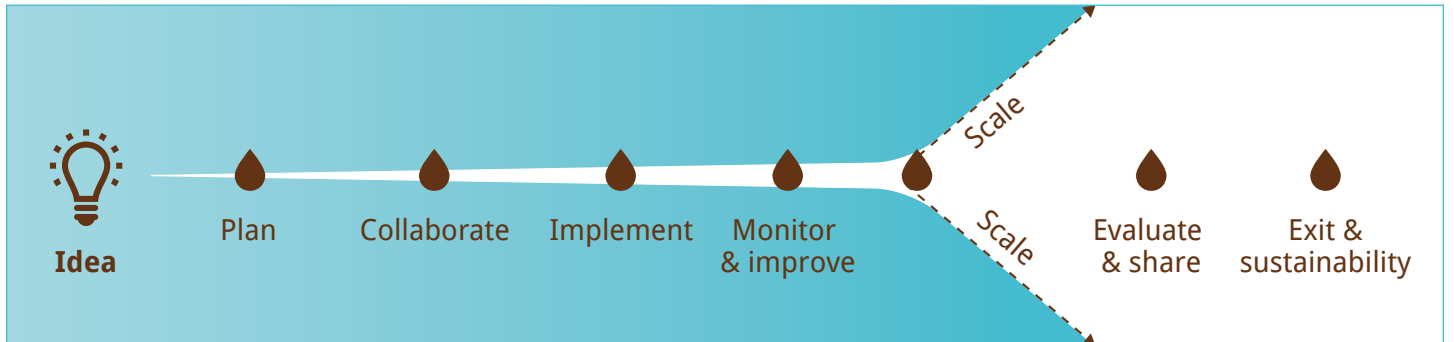 Idea
Plan
Collaborate
Implement
Monitor
& improve
Scale
Scale
Evaluate
& share
Exit &
sustainability